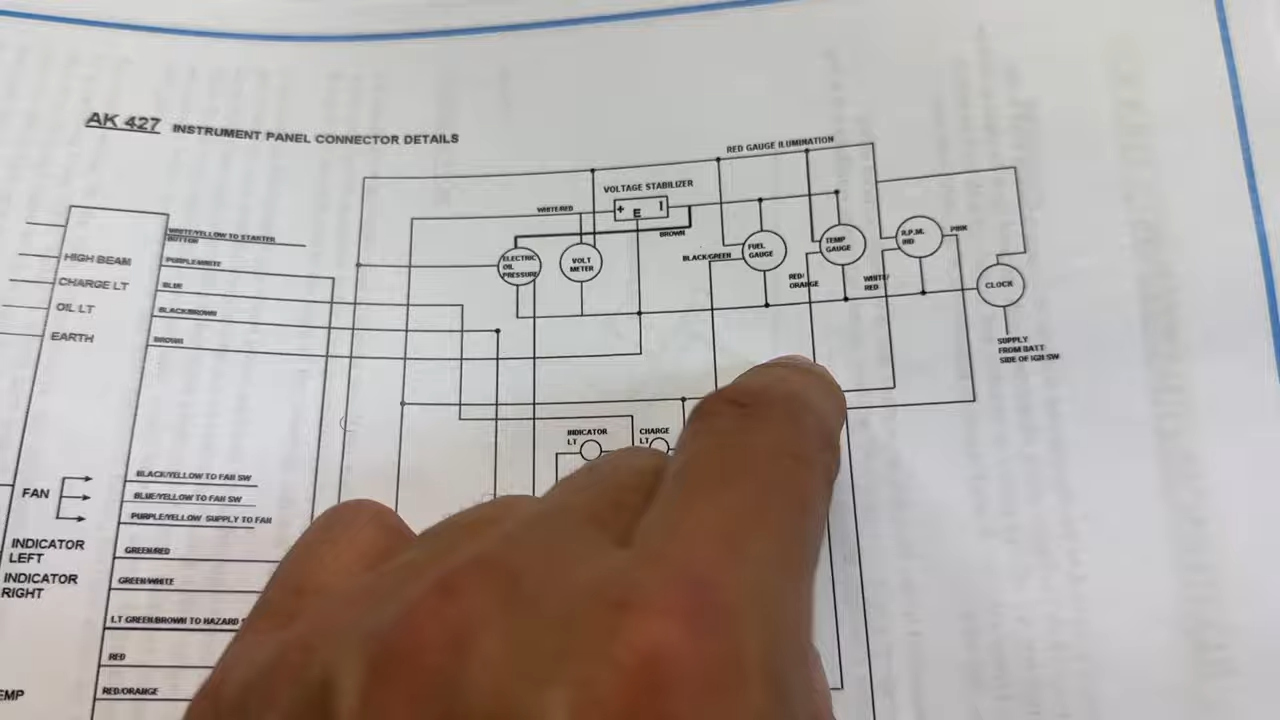 AK 427 INSTRUMENT PANEL CONNECTOR DETAILS
RED GAUGE ILUMINATION
VOLTAGE STABILIZER
+ E I
WHITE/RED
BROWN
WHITE/YELLOW TO STARTER
BUTTON
PURPLE/WHITE
HIGH BEAM
BLUE
CHARGE LT
BLACK/BROWN
OIL LT
BROWN
EARTH
ELECTRIC
OIL
PRESSURE
VOLT
METER
BLACK/GREEN
FUEL
GAUGE
TEMP
GAUGE
RED/
ORANGE
WHITE/
RED
R.P.M.
IND
PINK
CLOCK
SUPPLY
FROM BATT
SIDE OF IGN SW
INDICATOR
LT
CHARGE
LT
BLACK/YELLOW TO FAN SW
FAN
BLUE/YELLOW TO FAN SW
PURPLE/YELLOW SUPPLY TO FAN
INDICATOR
LEFT
GREEN/RED
INDICATOR
RIGHT
GREEN/WHITE
LT GREEN/BROWN TO HAZARD
RED
RED/ORANGE
EMP